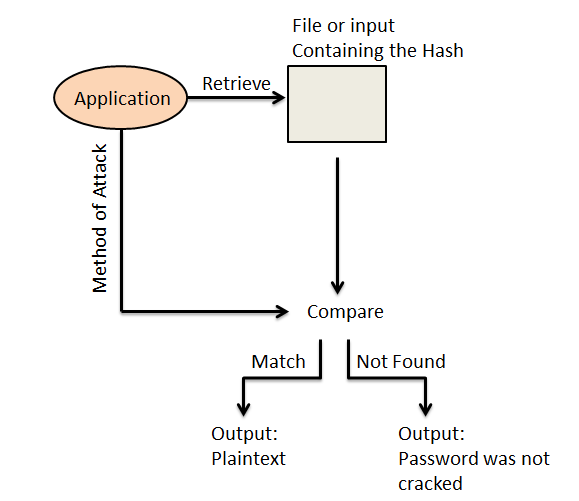 File or input
Containing the Hash
Application
Retrieve
Method of Attack
Compare
Match
Not Found
Output:
Plaintext
Output:
Password was not
cracked